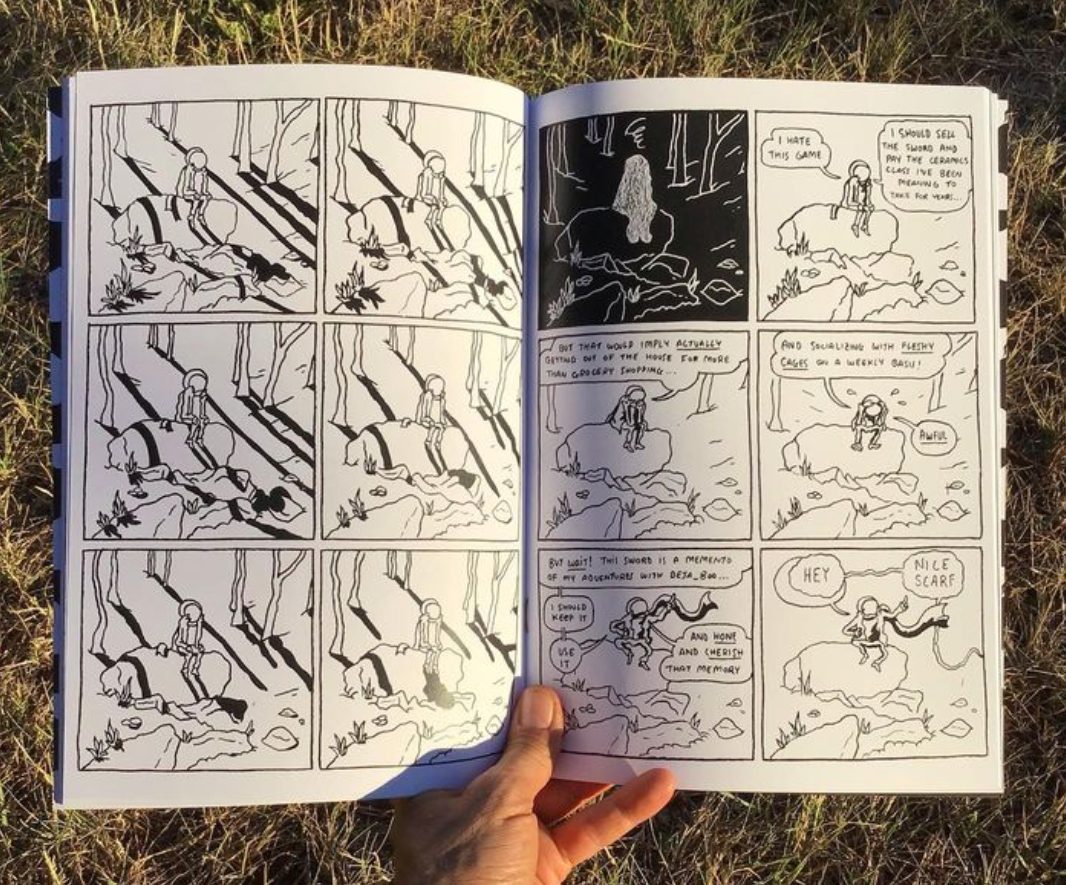 I HATE
THIS GAME
I SHOULD SELL
THE SWORD AND
PAY THE CERAMICS
CLASS I'VE BEEN
MEANING TO
TAKE FOR YEARS...
BUT THAT WOULD IMPLY ACTUALLY
GETTING OUT OF THE HOUSE FOR MORE
THAN GROCERY SHOPPING...
AND SOCIALIZING WITH FLESHY
CAGES ON A WEEKLY BASIS!
AWFUL
BUT WAIT! THIS SWORD IS A MEMENTO
OF MY ADVENTURES WITH DEJA_BOO...
I SHOULD
KEEP IT
USE
IT
AND HONE
AND CHERISH
THAT MEMORY
HEY
NICE
SCARF